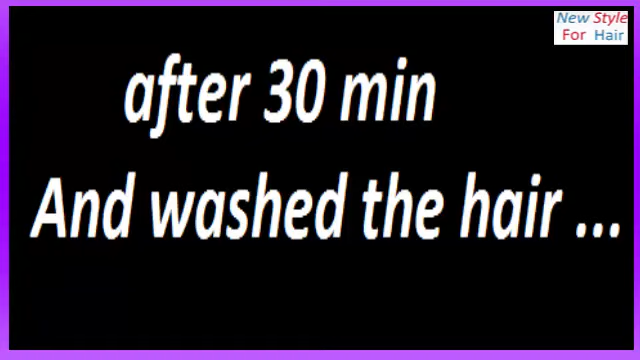 New Style
For Hair
after 30 min
And washed the hair ...